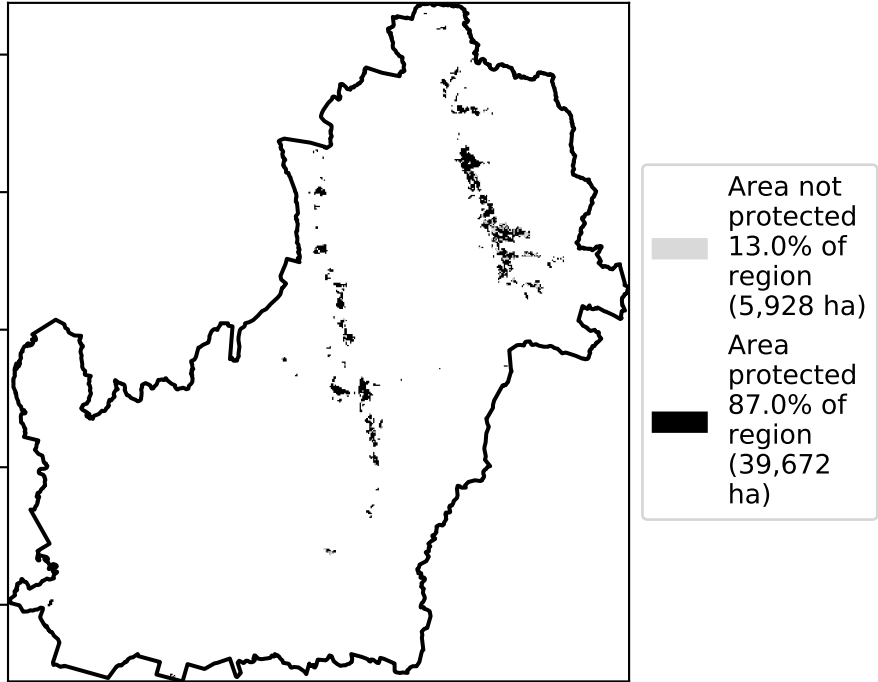 Area not
protected
13.0% of
region
(5,928 ha)
Area
protected
87.0% of
region
(39,672
ha)